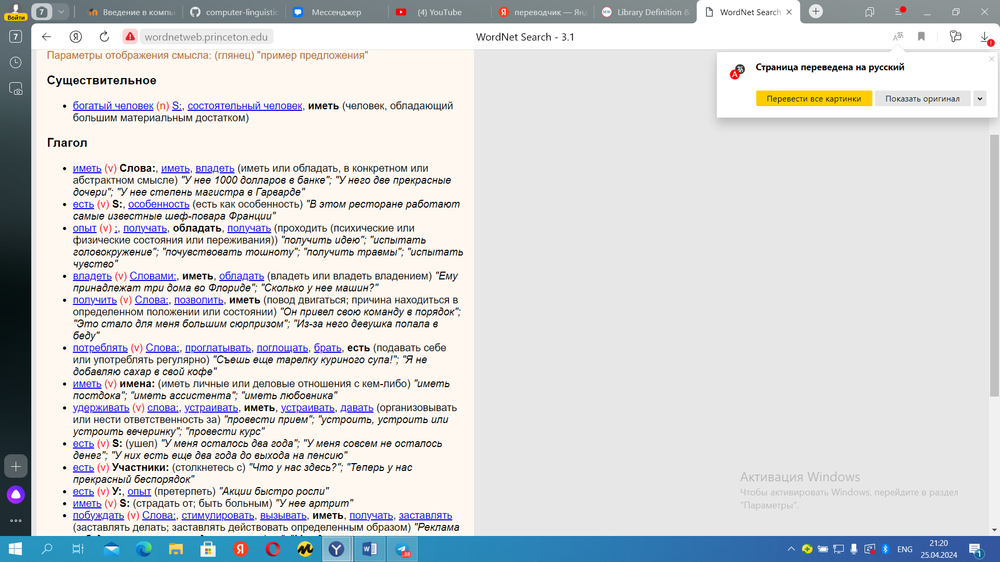 7
Введение в компь
computer-linguistic
Мессенджер
(4) YouTube
переводчик — Янд
Library Definition &
WordNet Search
Войти
7
wordnetweb.princeton.edu
WordNet Search - 3.1
Страница переведена на русский
Перевести все картинки
Показать оригинал
Параметры отображения смысла: (глянец) "пример предложения"
Существительное
богатый человек (n) S:, состоятельный человек, иметь (человек, обладающий
большим материальным достатком)
Глагол
иметь (v) Слова:, иметь, владеть (иметь или обладать, в конкретном или
абстрактном смысле) "У нее 1000 долларов в банке"; "У него две прекрасные
дочери"; "У нее степень магистра в Гарварде"
есть (v) S:, особенность (есть как особенность) "В этом ресторане работают
самые известные шеф-повара Франции"
опыт (v) :, получать, обладать, получать (проходить (психические или
физические состояния или переживания)) "получить идею"; "испытать
головокружение"; "почувствовать тошноту"; "получить травмы"; "испытать
чувство"
владеть (v) Словами:, иметь, обладать (владеть или владеть владением) "Ему
принадлежат три дома во Флориде"; "Сколько у нее машин?"
получить (v) Слова:, позволить, иметь (повод двигаться; причина находиться в
определенном положении или состоянии) "Он привел свою команду в порядок";
"Это стало для меня большим сюрпризом"; "Из-за него девушка попала в
беду"
потреблять (v) Слова:, проглатывать, поглощать, брать, есть (подавать себе
или употреблять регулярно) "Съешь еще тарелку куриного супа!"; "Я не
добавляю сахар в свой кофе"
иметь (v) имена: (иметь личные или деловые отношения с кем-либо) "иметь
постдока"; "иметь ассистента"; "иметь любовника"
удерживать (v) слова:, устраивать, иметь, устраивать, давать (организовывать
или нести ответственность за) "провести прием"; "устроить, устроить или
устроить вечеринку"; "провести курс"
есть (v) S: (ушел) "У меня осталось два года"; "У меня совсем не осталось
денег"; "У них есть еще два года до выхода на пенсию"
есть (v) Участники: (столкнетесь с) "Что у нас здесь?"; "Теперь у нас
прекрасный беспорядок"
есть (v) У:, опыт (претерпеть) "Акции быстро росли"
иметь (v) S: (страдать от; быть больным) "У нее артрит"
побуждать (v) Слова:, стимулировать, вызывать, иметь, получать, заставлять
(заставлять делать; заставлять действовать определенным образом) "Реклама
Активация Windows
Чтобы активировать Windows, перейдите в раздел
"Параметры".
..88
ENG
21:20
25.04.2024
1